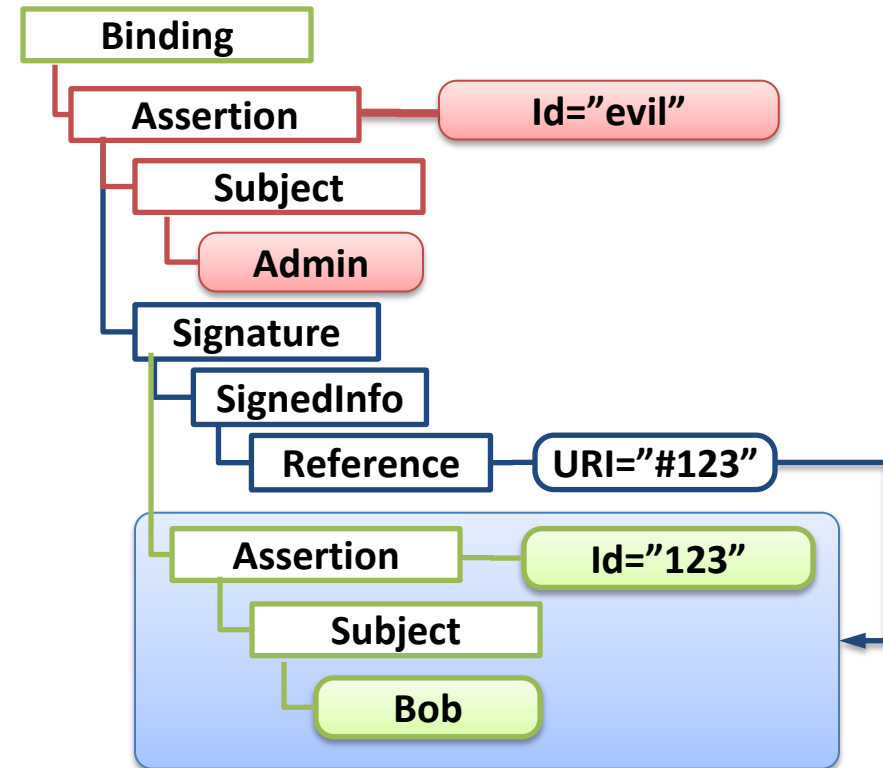 Binding
Assertion
Id=”evil”
Subject
Admin
Signature
SignedInfo
Reference
URI=”#123”
Assertion
Id=”123”
Subject
Bob